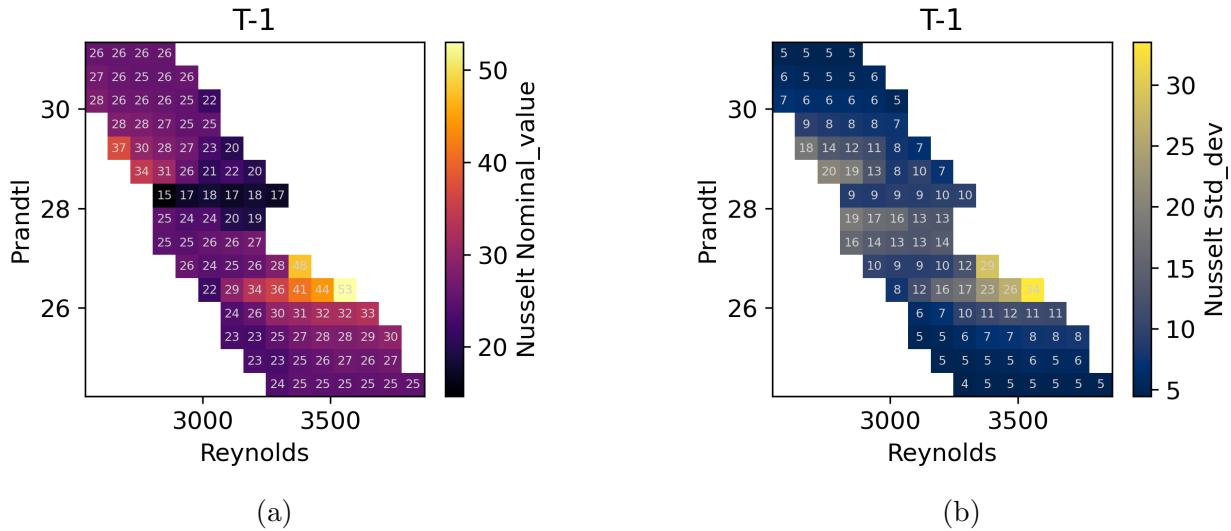 T-1
26 26 26 26
27 26 25 26 26
28 26 26 26 25 22
28 28 27 25 25
37 30 28 27 23 20
34 31 26 21 22 20
15 17 18 17 18 17
25 24 24 20 19
25 25 26 26 27
26 24 25 26 28 48
22 29 34 36 41 44 53
24 26 30 31 32 32 33
23 23 25 27 28 29 30
23 23 25 26 27 26 27
24 25 25 25 25 25 25
30
28
26
Prandtl
3000 3500
Reynolds
50
40
30
20
Nusselt Nominal_value
(a)
T-1
5 5 5 5
6 5 5 5 6
7 6 6 6 6 5
9 8 8 8 7
18 14 12 11 8 7
20 19 13 8 10 7
9 9 9 9 10 10
19 17 16 13 13
16 14 13 13 14
10 9 9 10 12 29
8 12 16 17 23 26
6 7 10 11 12 11 11
5 5 6 7 7 8 8 8
5 5 5 6 6 5 5
4 5 5 5 5 5 5
30
28
26
Prandtl
3000 3500
Reynolds
30
25
20
15
10
5
Nusselt Std_dev
(b)